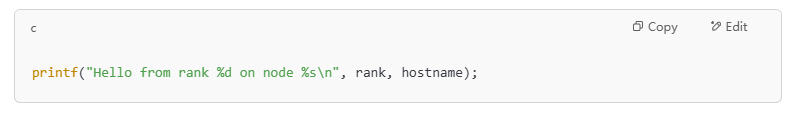 c Copy Edit
printf("Hello from rank %d on node %s\n", rank, hostname);